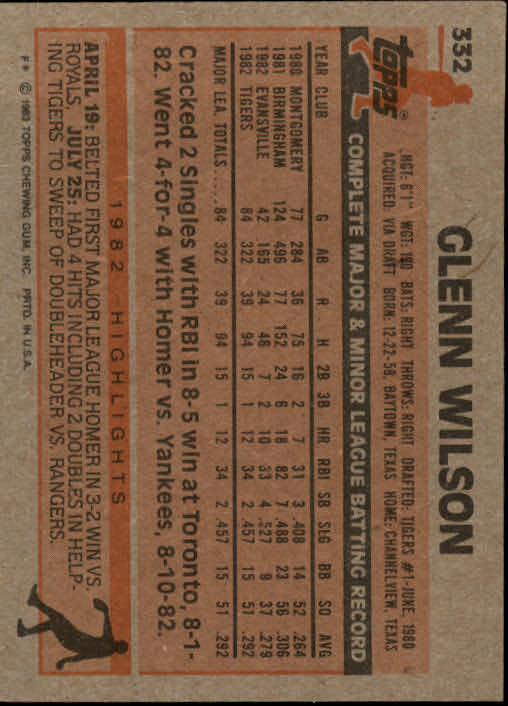 332
topps®
GLENN WILSON
HGT: 6'1" WGT: 190 BATS: RIGHT THROWS: RIGHT DRAFTED: TIGERS #1-JUNE, 1980
ACQUIRED: VIA DRAFT BORN: 12-22-58, BAYTOWN, TEXAS HOME: CHANNELVIEW, TEXAS
COMPLETE MAJOR & MINOR LEAGUE BATTING RECORD
YEAR CLUB G AB R H 2B 3B HR RBI SB SLG BB SO AVG
1980 MONTGOMERY 77 284 36 75 16 2 7 31 3 .408 14 52 .264
1981 BIRMINGHAM 124 496 77 152 24 6 18 82 7 .488 23 56 .306
1982 EVANSVILLE 42 165 24 46 7 2 10 33 4 .527 9 37 .279
1982 TIGERS 84 322 39 94 15 1 12 34 2 .457 15 51 .292
MAJOR LEA. TOTALS..... 84 322 39 94 15 1 12 34 2 .457 15 51 .292
Cracked 2 Singles with RBI in 8-5 win at Toronto, 8-1-
82. Went 4-for-4 with Homer vs. Yankees, 8-10-82.
1982 HIGHLIGHTS
APRIL 19: BELTED FIRST MAJOR LEAGUE HOMER IN 3-2 WIN VS.
ROYALS. JULY 25: HAD 4 HITS INCLUDING 2 DOUBLES IN HELP-
ING TIGERS TO SWEEP OF DOUBLEHEADER VS. RANGERS.
F* © 1983 TOPPS CHEWING GUM, INC. PRTD. IN U.S.A.